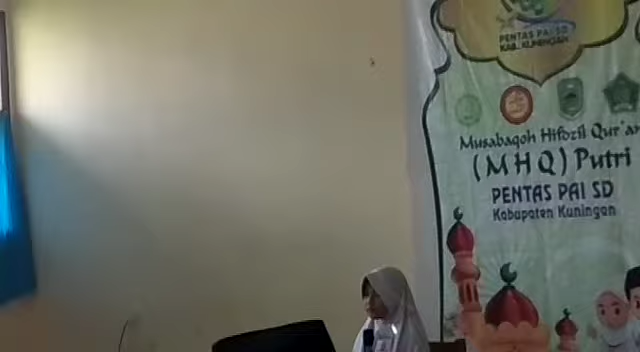 PENTAS PAI SD
KAB. KUNINGAN
Musabaqoh Hifdzil Qur'an
(MHQ) Putri
PENTAS PAI SD
Kabupaten Kuningan